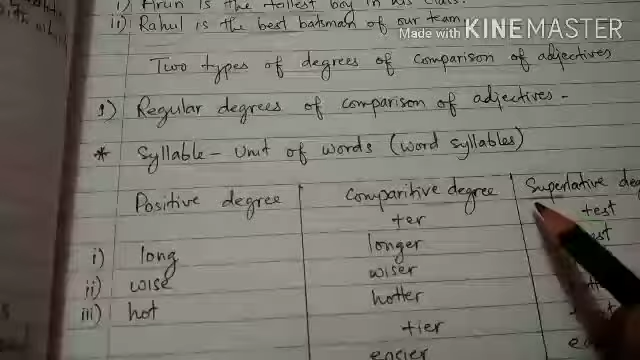 i) Arun is the tallest boy in his class.
ii) Rahul is the best batsman of our team
Made with KINEMASTER
Two types of degrees of comparison of adjectives
1) Regular degrees of comparison of adjectives -
* Syllable - Unit of words (word syllables)
Positive degree Comparitive degree Superlative deg
+er +est
i) long longer
ii) wise wiser
iii) hot hotter
+ier
easier